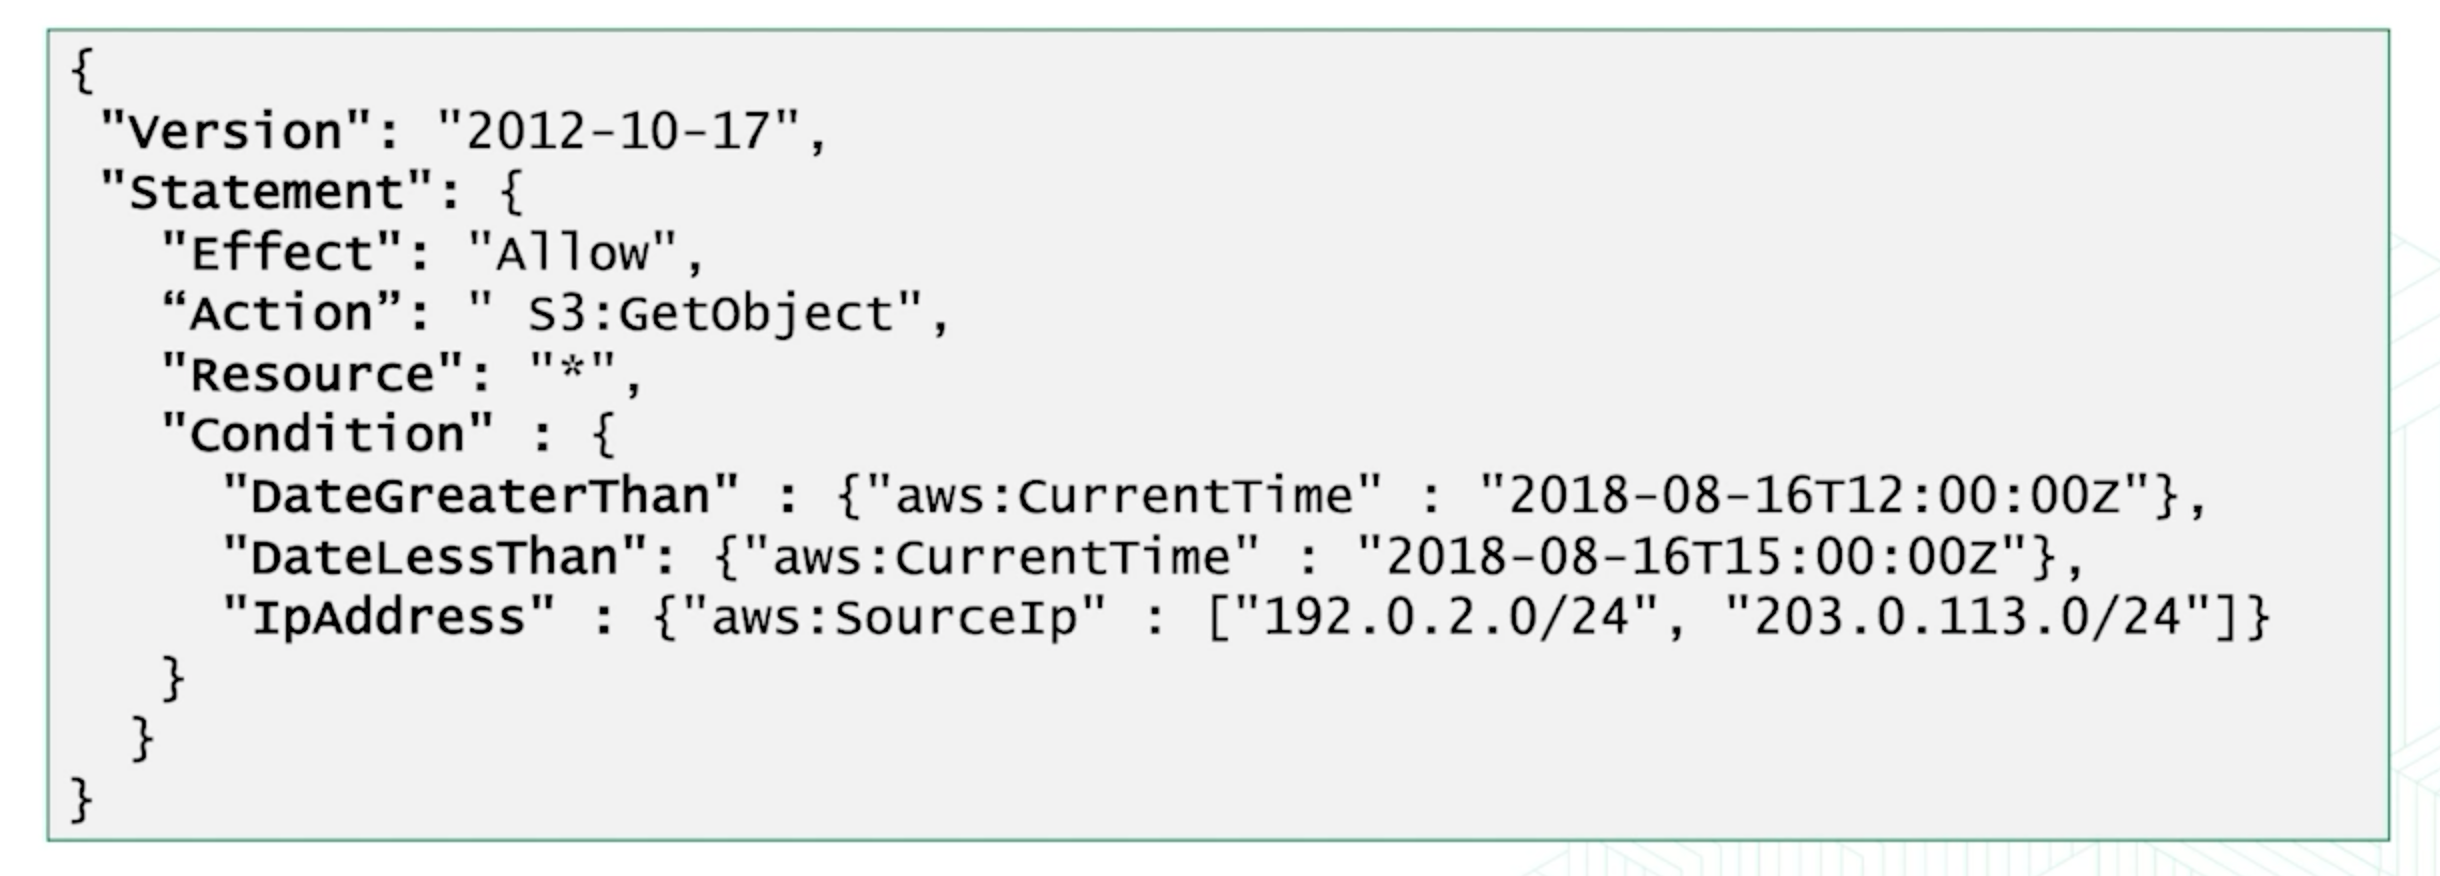 {
"Version": "2012-10-17",
"Statement": {
"Effect": "Allow",
“Action”: " S3:GetObject",
"Resource": "*",
"Condition" : {
"DateGreaterThan" : {"aws:CurrentTime" : "2018-08-16T12:00:00Z"},
"DateLessThan": {"aws:CurrentTime" : "2018-08-16T15:00:00Z"},
"IpAddress" : {"aws:SourceIp" : ["192.0.2.0/24", "203.0.113.0/24"]}
}
}
}